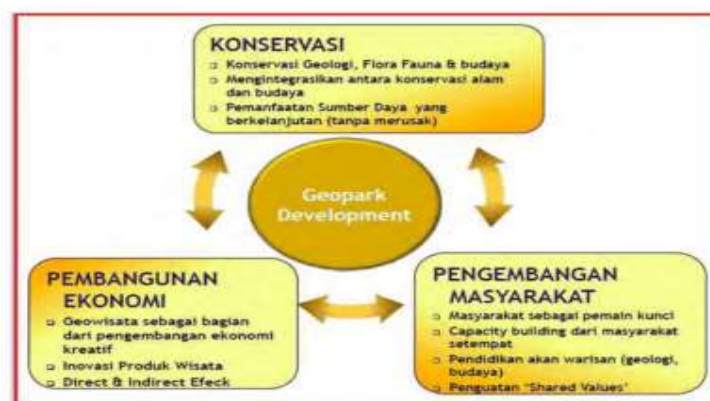 KONSERVASI
Konservasi Geologi, Flora Fauna & budaya
Mengintegrasikan antara konservasi alam
dan budaya
Pemanfaatan Sumber Daya yang
berkelanjutan (tanpa merusak)
Geopark
Development
PEMBANGUNAN
EKONOMI
Geowisata sebagai bagian
dari pengembangan ekonomi
kreatif
Inovasi Produk Wisata
Direct & Indirect Efeck
PENGEMBANGAN
MASYARAKAT
Masyarakat sebagai pemain kunci
Capacity building dari masyarakat
setempat
Pendidikan akan warisan (geologi,
budaya)
Penguatan 'Shared Values'